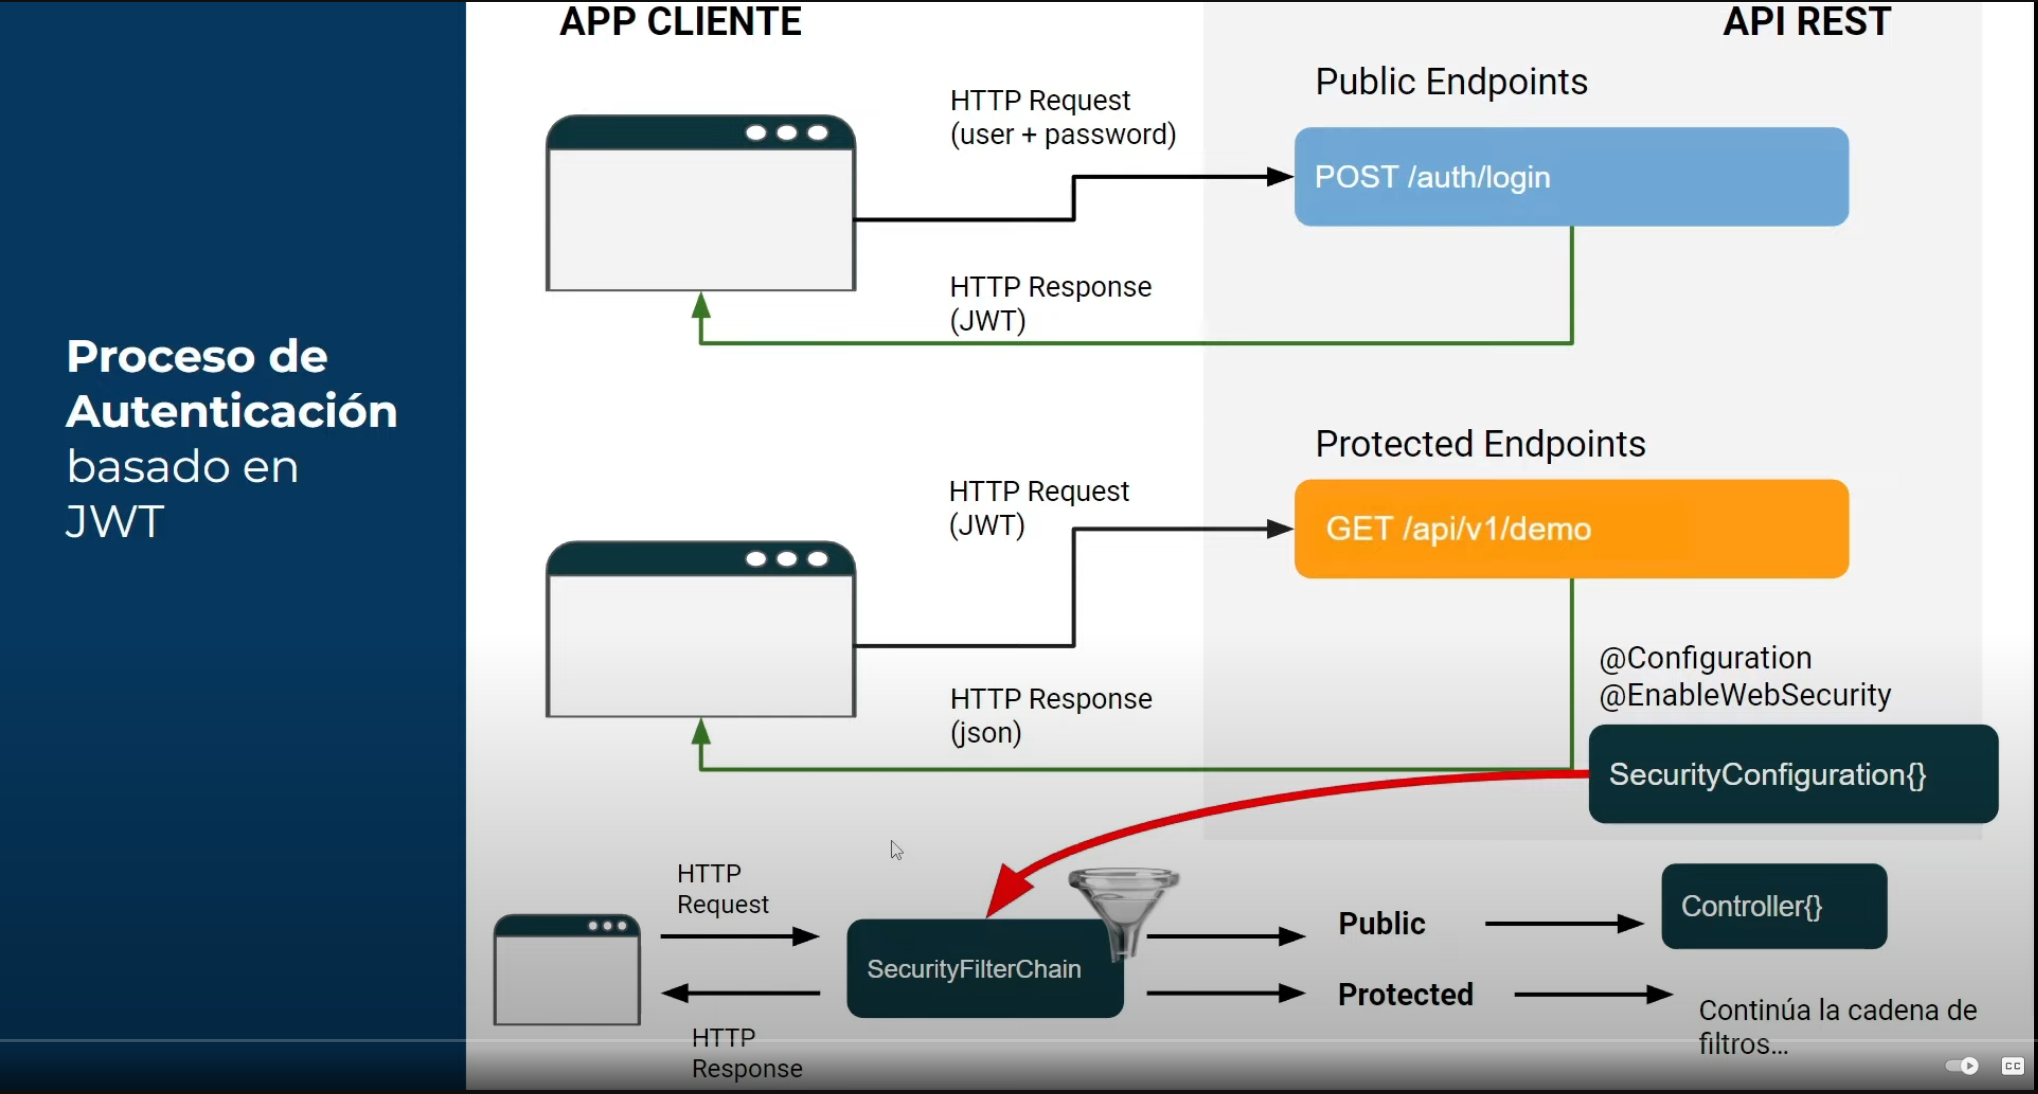 APP CLIENTE
API REST
Proceso de
Autenticación
basado en
JWT
HTTP Request
(user + password)
Public Endpoints
POST /auth/login
HTTP Response
(JWT)
Protected Endpoints
HTTP Request
(JWT)
GET /api/v1/demo
HTTP Response
(json)
@Configuration
@EnableWebSecurity
SecurityConfiguration{}
HTTP
Request
SecurityFilterChain
HTTP
Response
Public
Controller{}
Protected
Continúa la cadena de
filtros...
CC